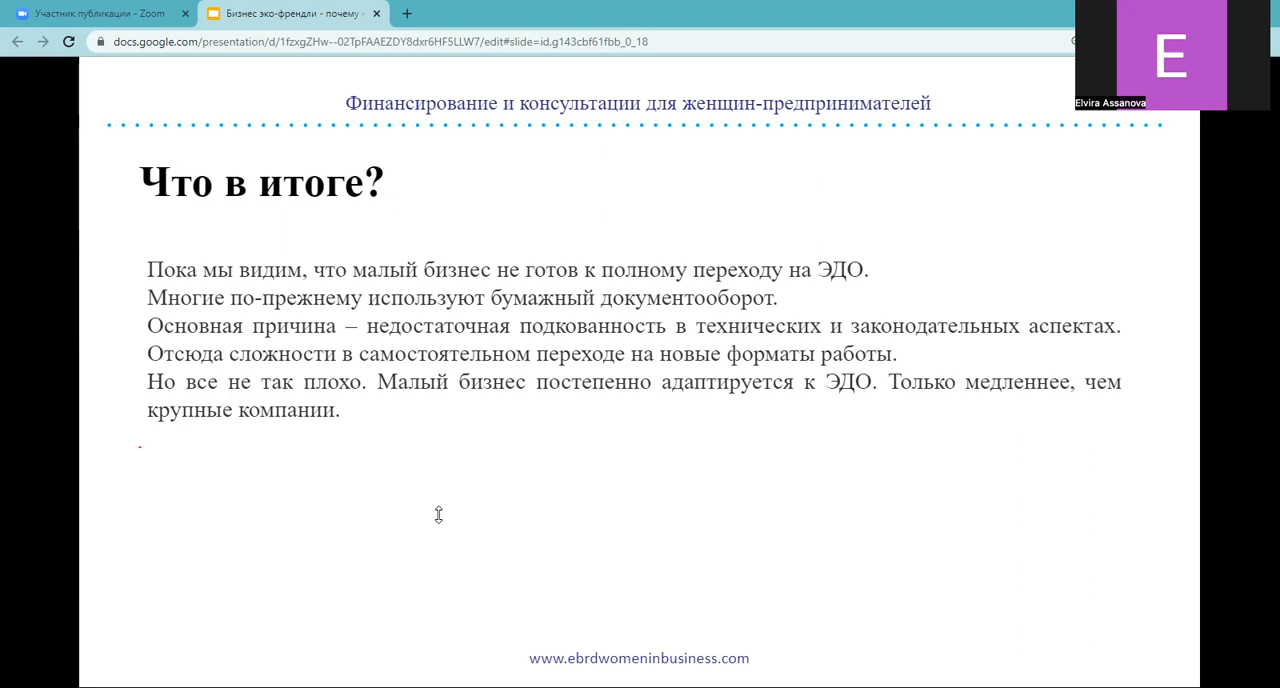 Участник публикации - Zoom
Бизнес эко-френдли - почему
docs.google.com/presentation/d/1fzxgZHw--02TpFAAEZDY8dxr6HF5LLW7/edit#slide=id.g143cbf61fbb_0_18
E
Elvira Assanova
Финансирование и консультации для женщин-предпринимателей
Что в итоге?
Пока мы видим, что малый бизнес не готов к полному переходу на ЭДО.
Многие по-прежнему используют бумажный документооборот.
Основная причина – недостаточная подкованность в технических и законодательных аспектах.
Отсюда сложности в самостоятельном переходе на новые форматы работы.
Но все не так плохо. Малый бизнес постепенно адаптируется к ЭДО. Только медленнее, чем
крупные компании.
www.ebrdwomeninbusiness.com